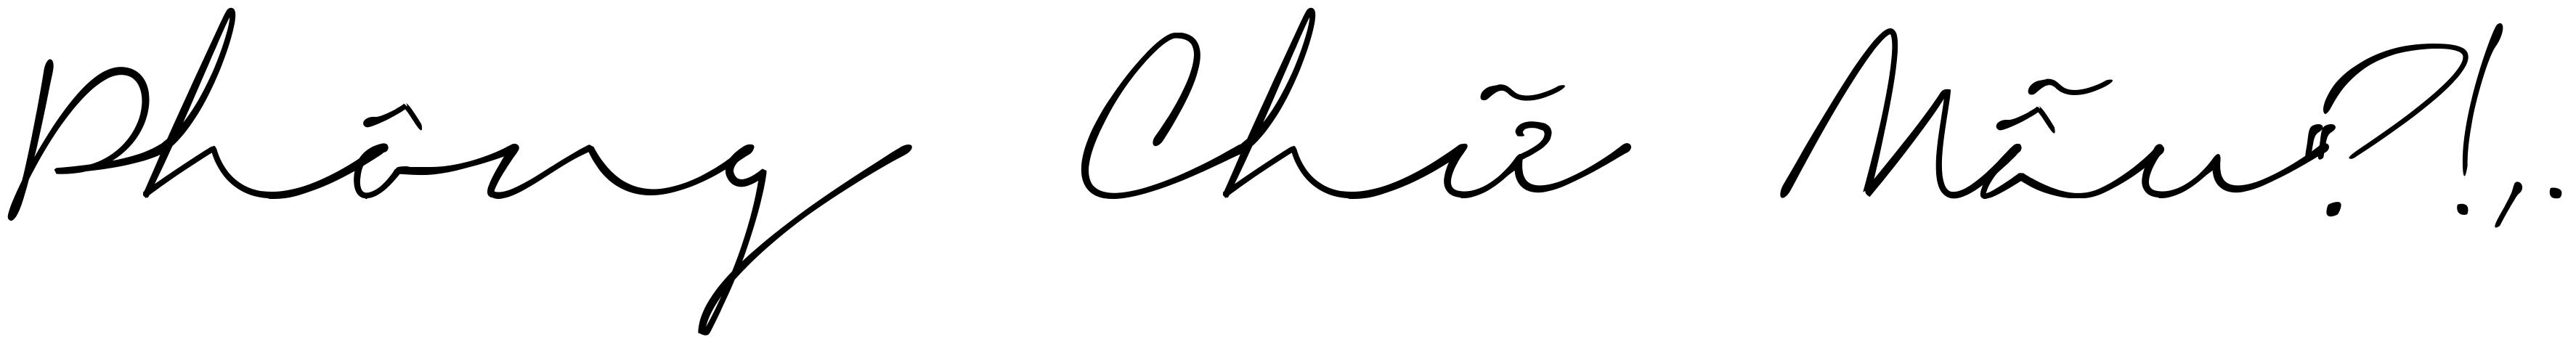 Phông Chữ Mẫu?!,.